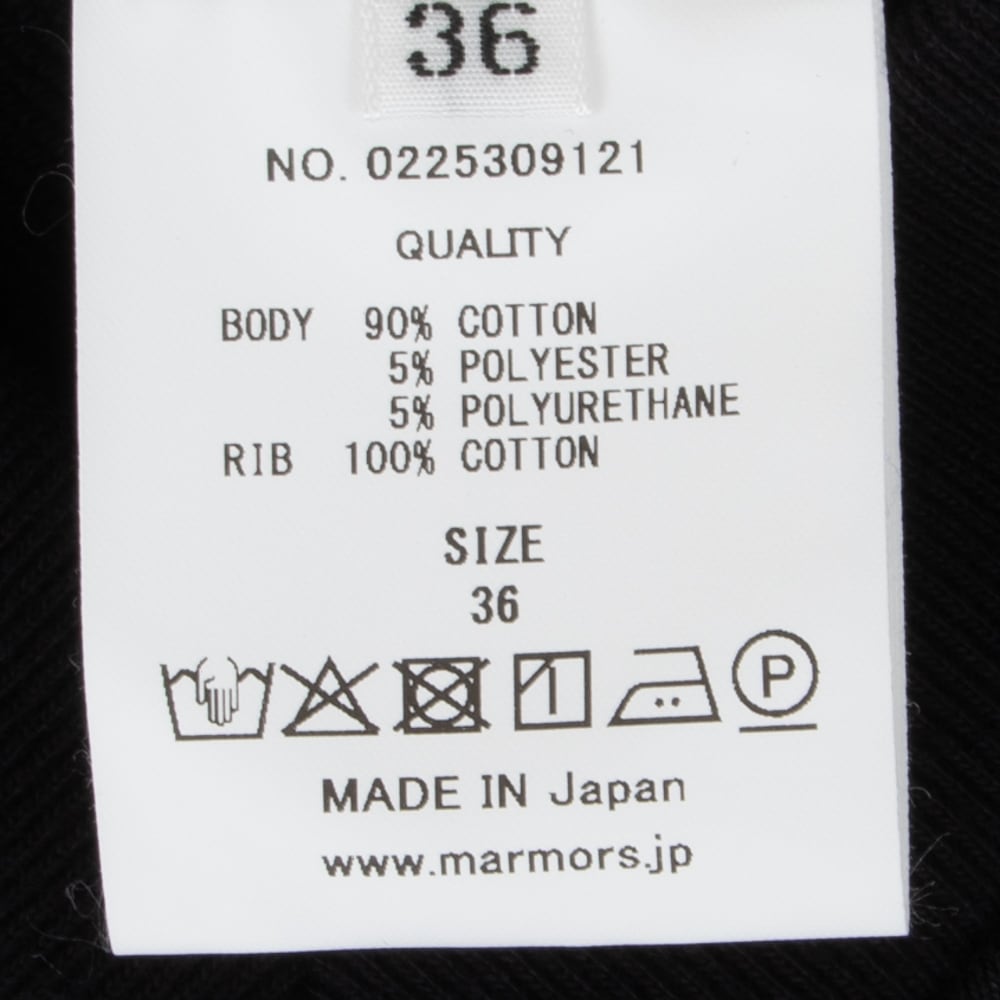 36
NO. 0225309121
QUALITY
BODY 90% COTTON
5% POLYESTER
5% POLYURETHANE
RIB 100% COTTON
SIZE
36
P
MADE IN Japan
www.marmors.jp